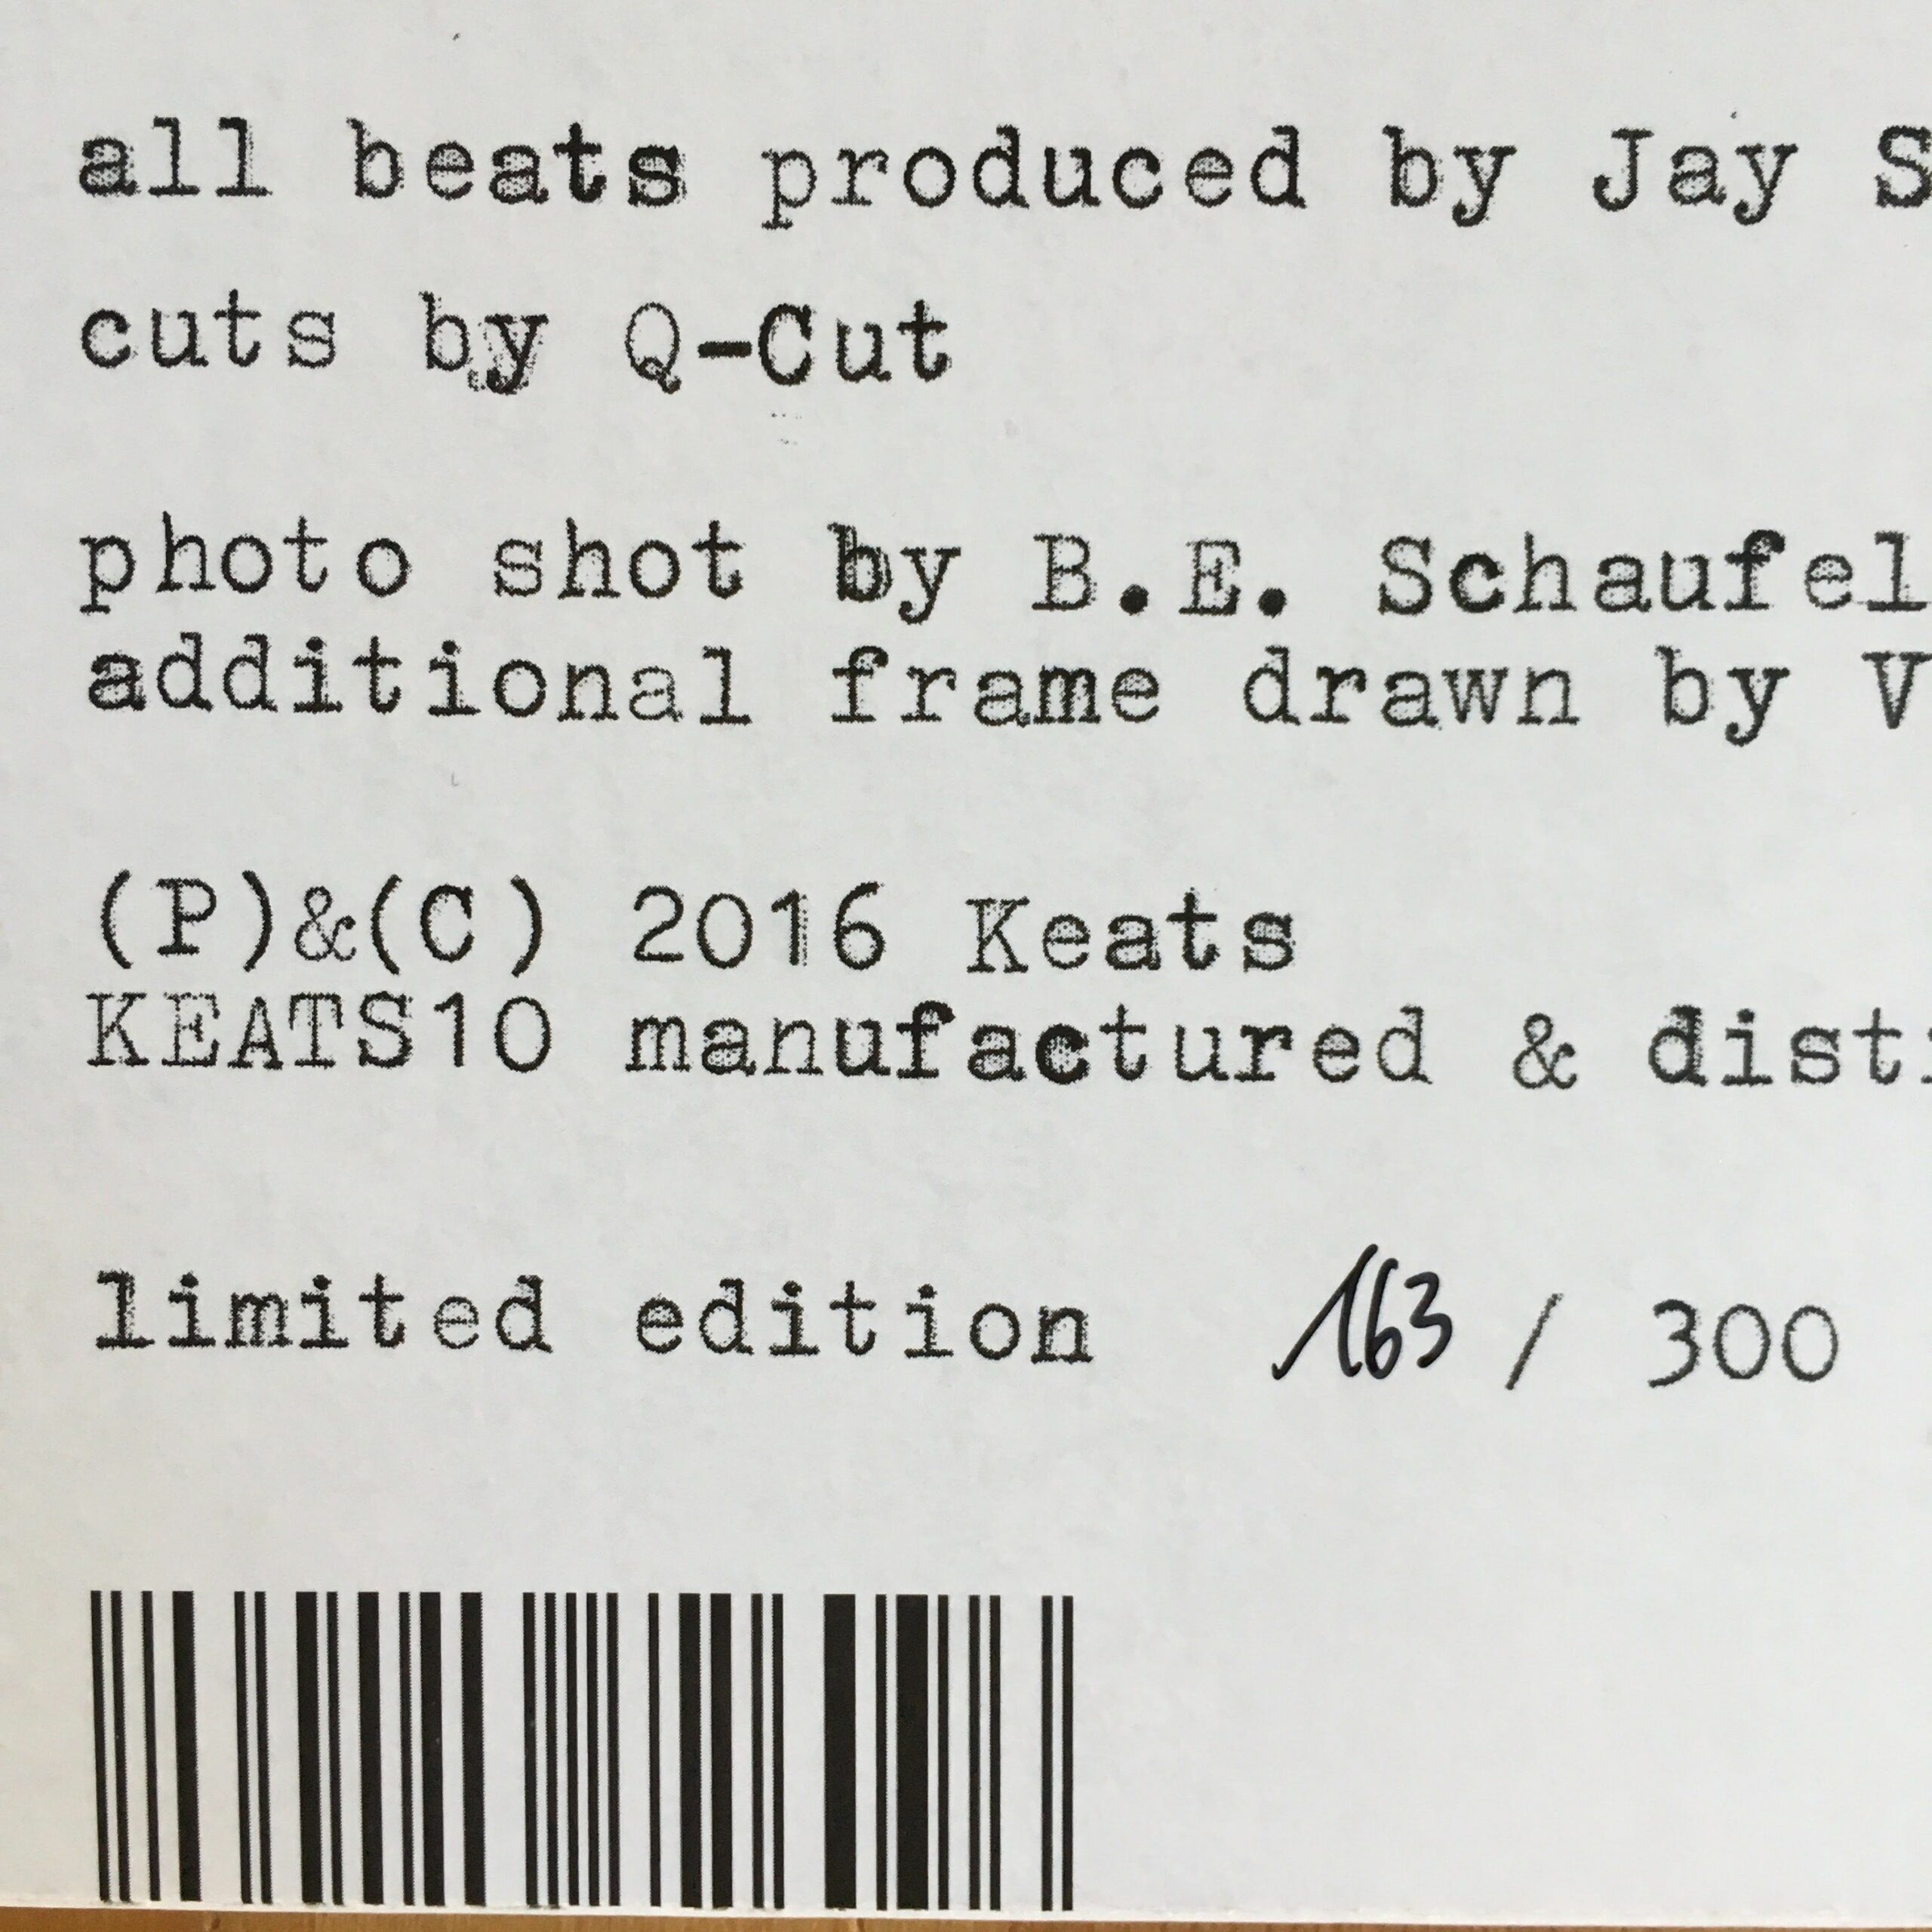 all beats produced by Jay S
cuts by Q-Cut
photo shot by B.E. Schaufel
additional frame drawn by V
(P)&(C) 2016 Keats
KEATS10 manufactured & dist
limited edition 163 / 300